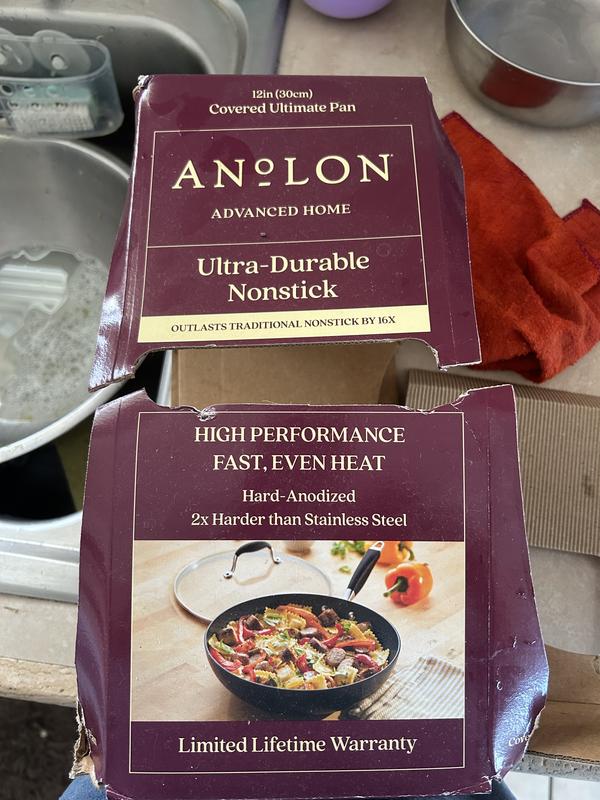 12in (30cm)
Covered Ultimate Pan
ANOLON®
ADVANCED HOME
Ultra-Durable
Nonstick
OUTLASTS TRADITIONAL NONSTICK BY 16X
HIGH PERFORMANCE
FAST, EVEN HEAT
Hard-Anodized
2x Harder than Stainless Steel
Limited Lifetime Warranty